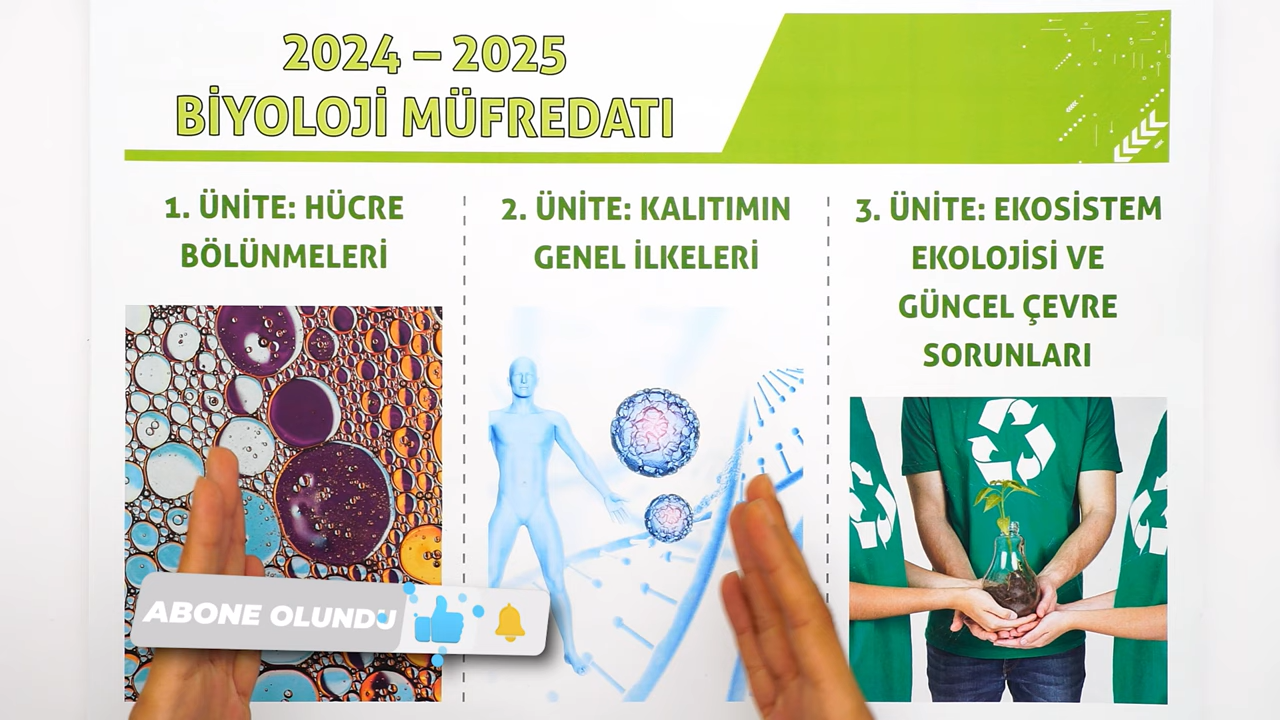 2024 – 2025
BİYOLOJİ MÜFREDATI
1. ÜNİTE: HÜCRE
BÖLÜNMELERİ
2. ÜNİTE: KALITIMIN
GENEL İLKELERİ
3. ÜNİTE: EKOSİSTEM
EKOLOJİSİ VE
GÜNCEL ÇEVRE
SORUNLARI
ABONE OLUNDU